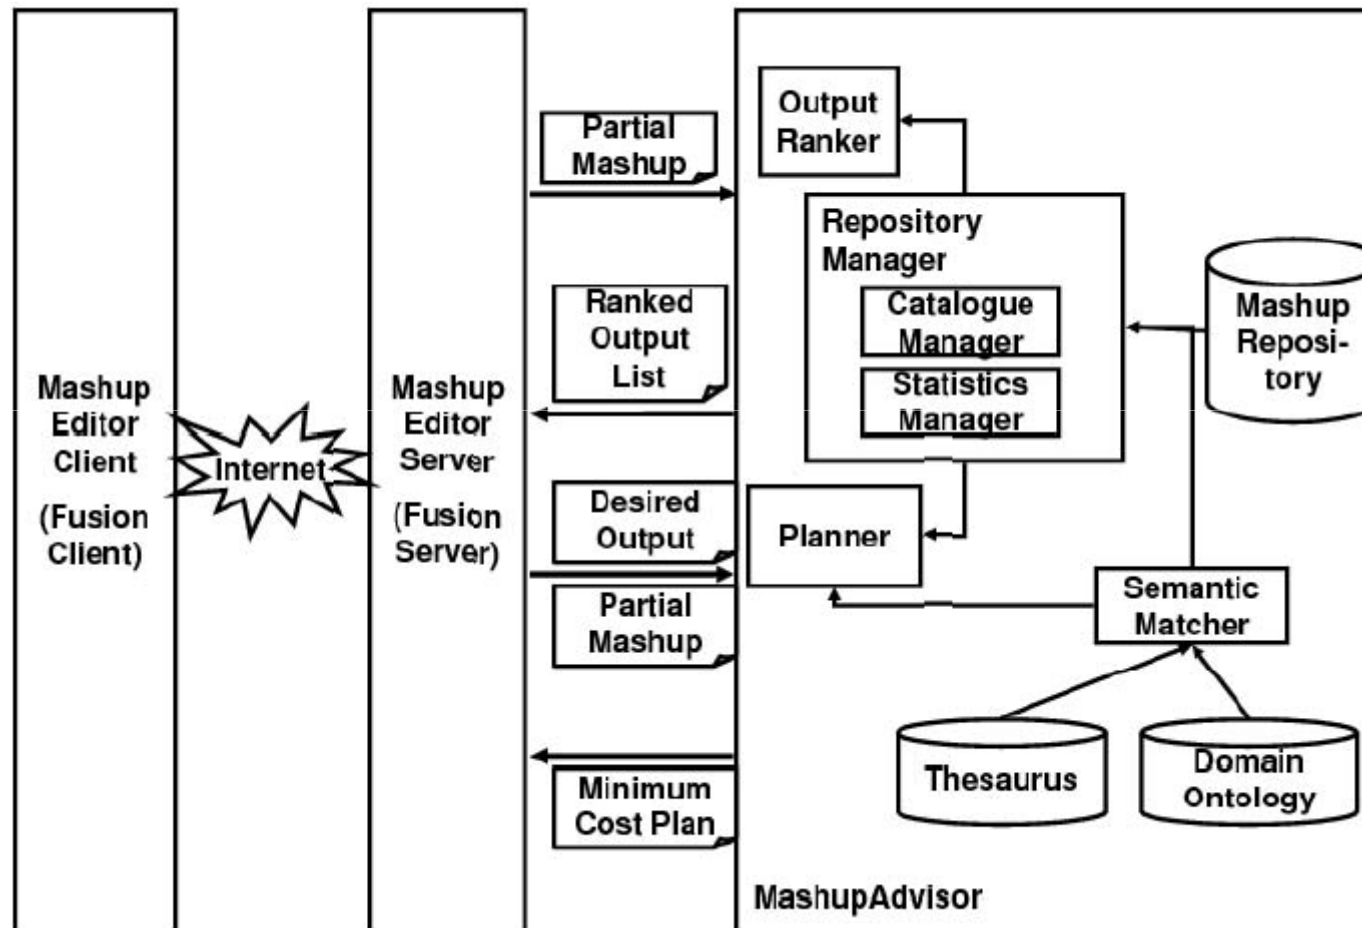 Mashup
Editor
Client
(Fusion
Client)
Internet
Mashup
Editor
Server
(Fusion
Server)
Partial
Mashup
Ranked
Output
List
Desired
Output
Partial
Mashup
Minimum
Cost Plan
Output
Ranker
Repository
Manager
Catalogue
Manager
Statistics
Manager
Mashup
Reposi-
tory
Planner
Semantic
Matcher
Thesaurus
Domain
Ontology
MashupAdvisor